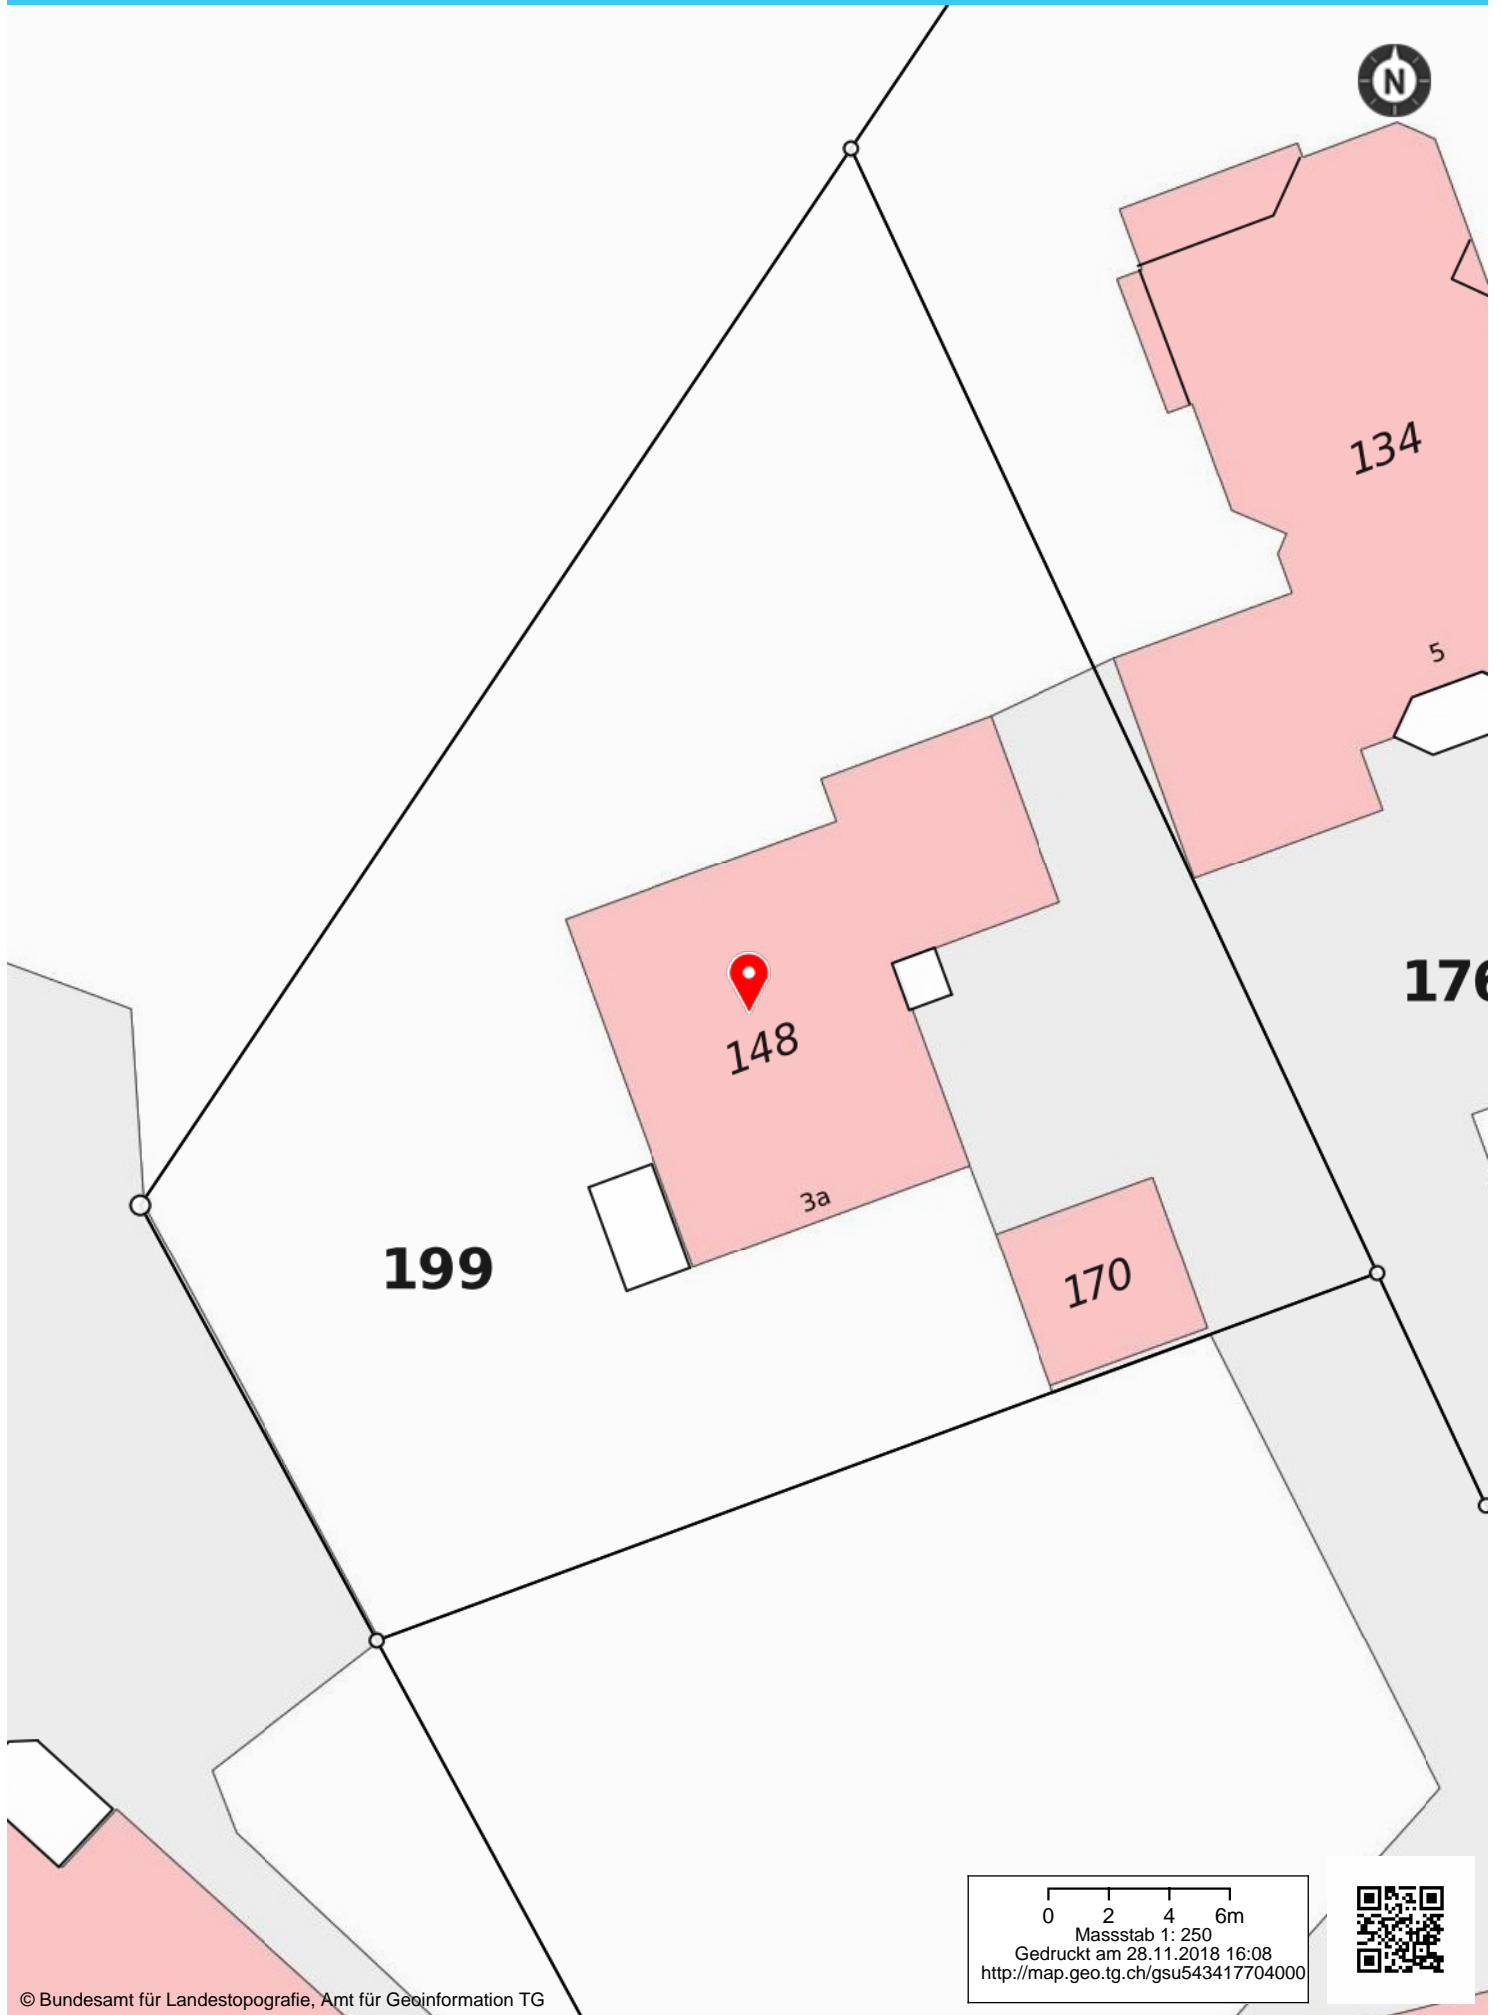 N
134
5
176
148
3a
199
170
0 2 4 6m
Massstab 1: 250
Gedruckt am 28.11.2018 16:08
http://map.geo.tg.ch/gsu543417704000
© Bundesamt für Landestopografie, Amt für Geoinformation TG